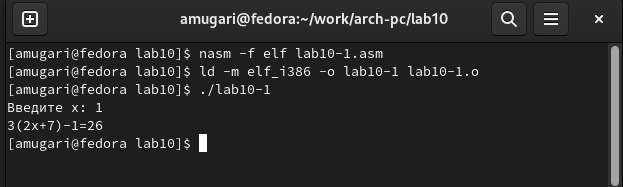 amugari@fedora:~/work/arch-pc/lab10
[amugari@fedora lab10]$ nasm -f elf lab10-1.asm
[amugari@fedora lab10]$ ld -m elf_i386 -o lab10-1 lab10-1.o
[amugari@fedora lab10]$ ./lab10-1
Введите x: 1
3(2x+7)-1=26
[amugari@fedora lab10]$